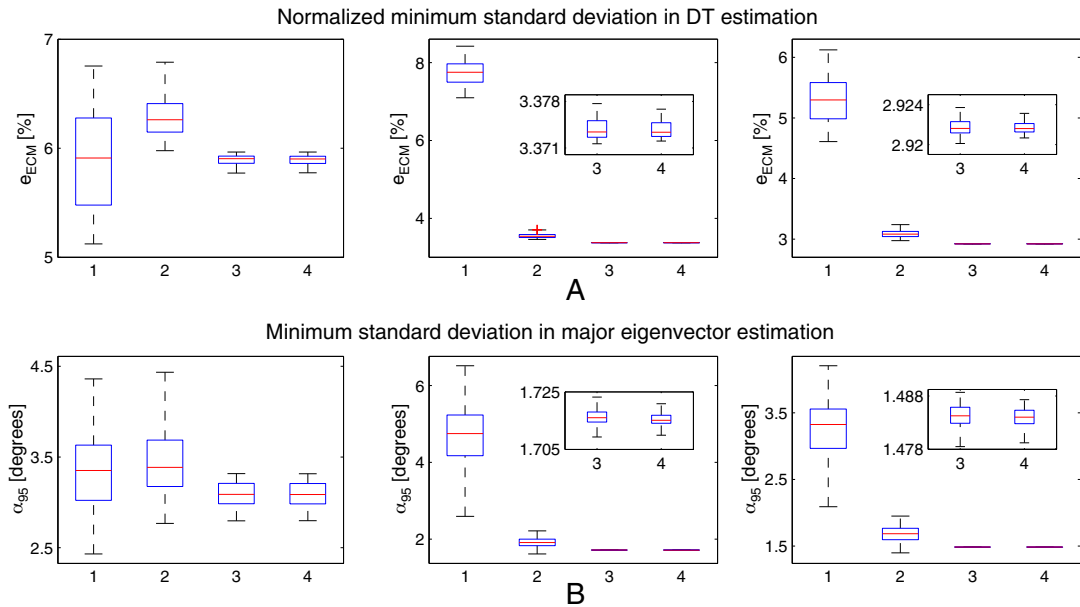 Normalized minimum standard deviation in DT estimation
7
6
5
e_ECM [%]
1 2 3 4
8
6
4
e_ECM [%]
3.378
3.371
3 4
1 2 3 4
6
5
4
3
e_ECM [%]
2.924
2.92
3 4
1 2 3 4
A
Minimum standard deviation in major eigenvector estimation
4.5
3.5
2.5
α_95 [degrees]
1 2 3 4
6
4
2
α_95 [degrees]
1.725
1.705
3 4
1 2 3 4
3.5
2.5
1.5
α_95 [degrees]
1.488
1.478
3 4
1 2 3 4
B